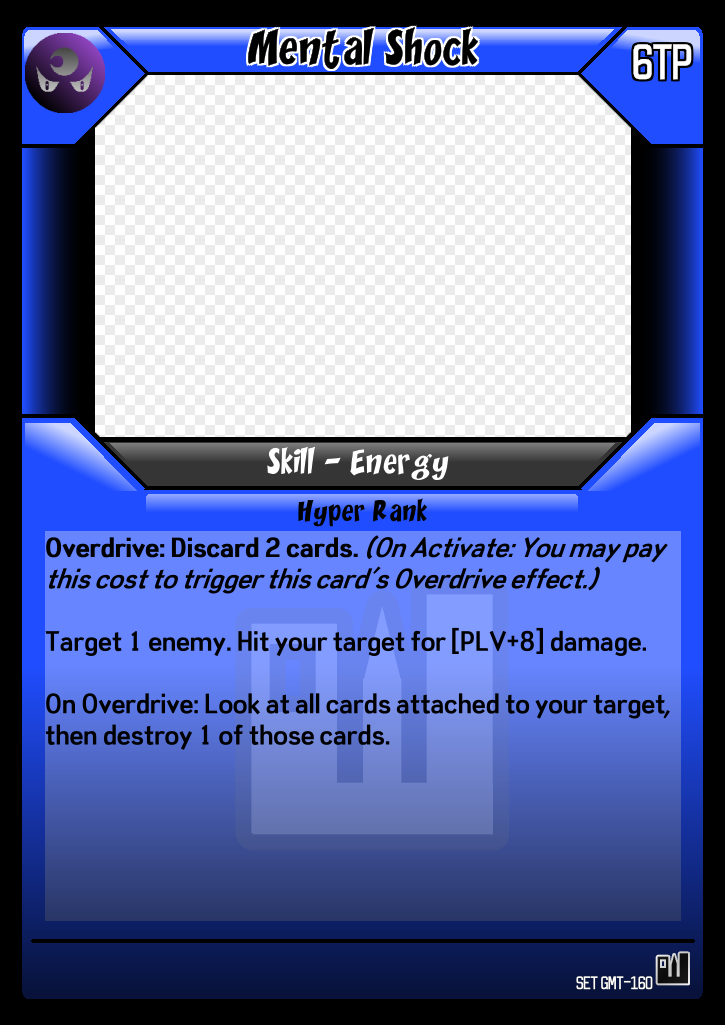 Mental Shock
6TP
Skill - Energy
Hyper Rank
Overdrive: Discard 2 cards. (On Activate: You may pay
this cost to trigger this card's Overdrive effect.)
Target 1 enemy. Hit your target for [PLV+8] damage.
On Overdrive: Look at all cards attached to your target,
then destroy 1 of those cards.
SET GMT-160